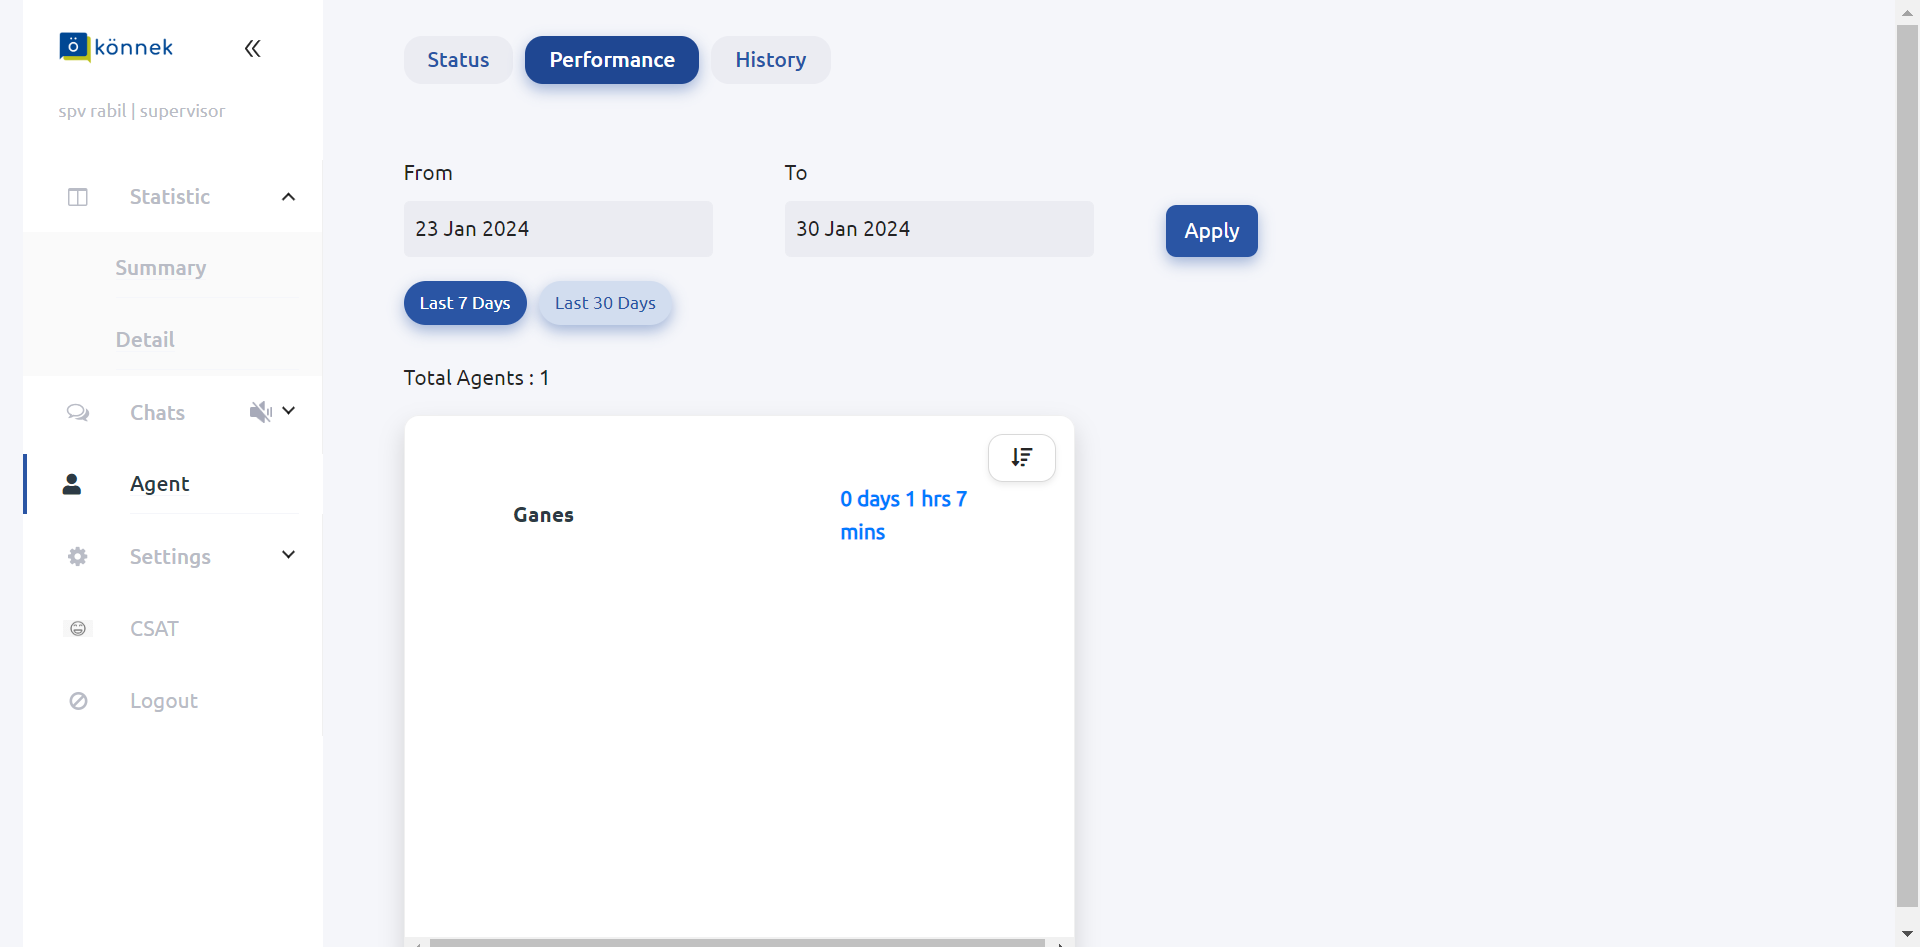 ö könnek
spv rabil | supervisor
Statistic
Summary
Detail
Chats
Agent
Settings
CSAT
Logout
Status Performance History
From To
23 Jan 2024 30 Jan 2024 Apply
Last 7 Days Last 30 Days
Total Agents : 1
Ganes
0 days 1 hrs 7
mins